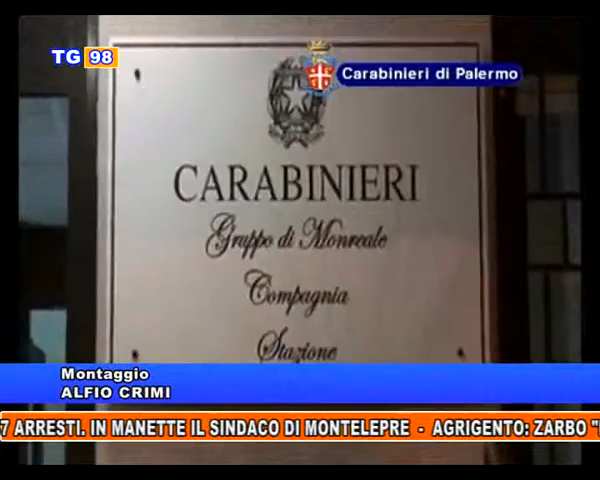 TG 98
Carabinieri di Palermo
CARABINIERI
Gruppo di Monreale
Compagnia
Stazione
Montaggio
ALFIO CRIMI
7 ARRESTI. IN MANETTE IL SINDACO DI MONTELEPRE - AGRIGENTO: ZARBO "